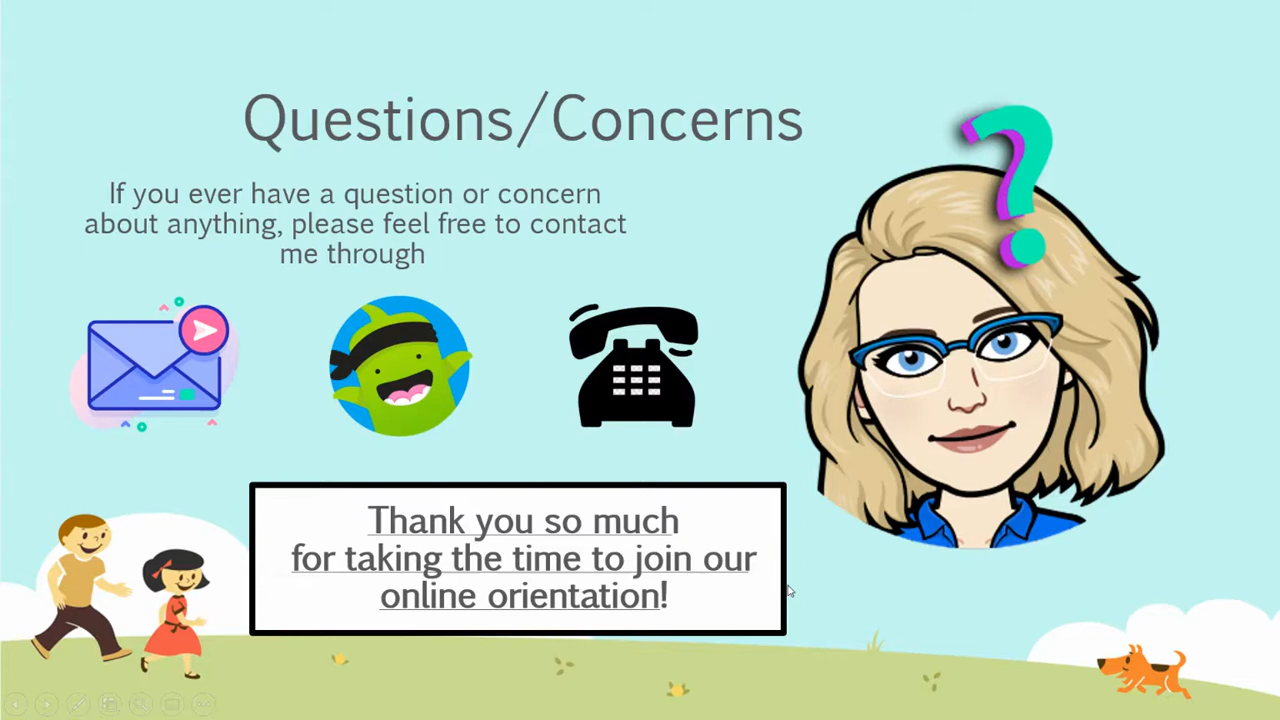 Questions/Concerns
If you ever have a question or concern
about anything, please feel free to contact
me through
Thank you so much
for taking the time to join our
online orientation!